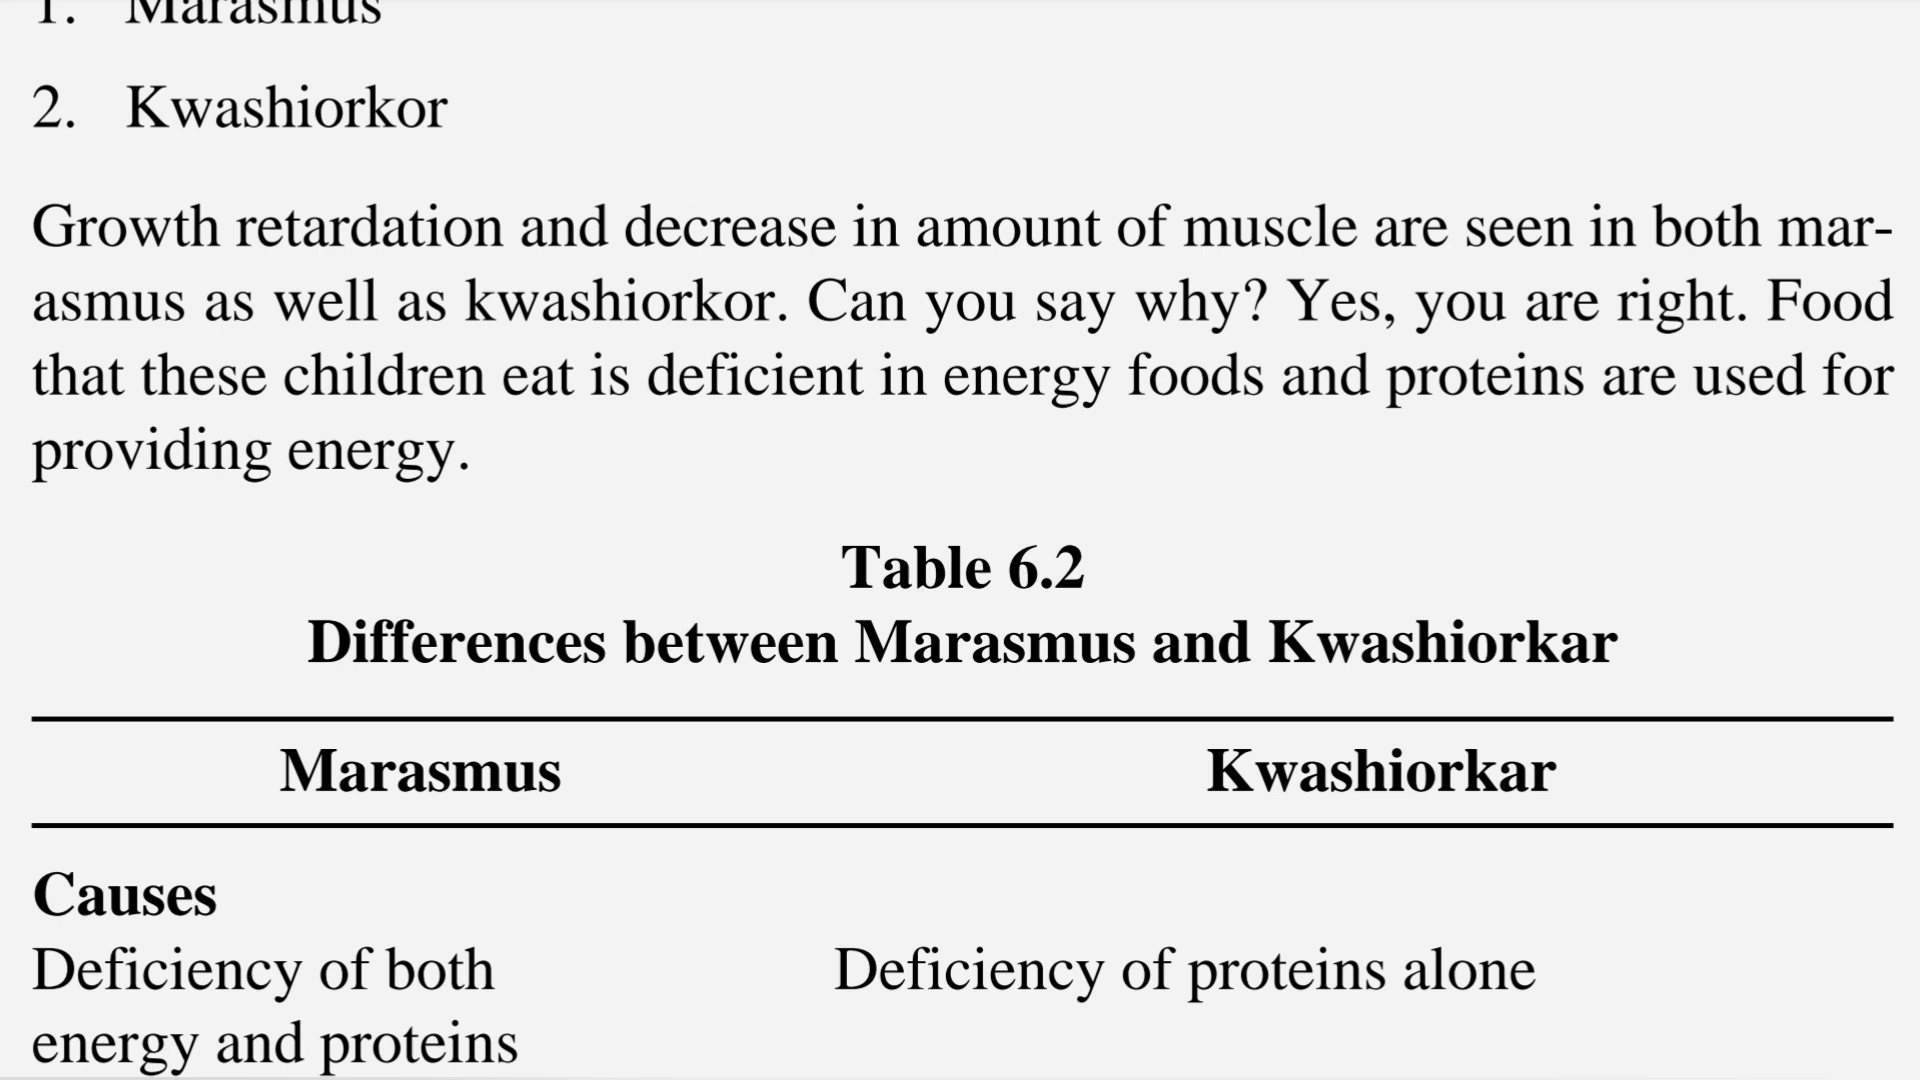 1. Marasmus
2. Kwashiorkor
Growth retardation and decrease in amount of muscle are seen in both mar-
asmus as well as kwashiorkor. Can you say why? Yes, you are right. Food
that these children eat is deficient in energy foods and proteins are used for
providing energy.
Table 6.2
Differences between Marasmus and Kwashiorkar
Marasmus Kwashiorkar
Causes
Deficiency of both Deficiency of proteins alone
energy and proteins